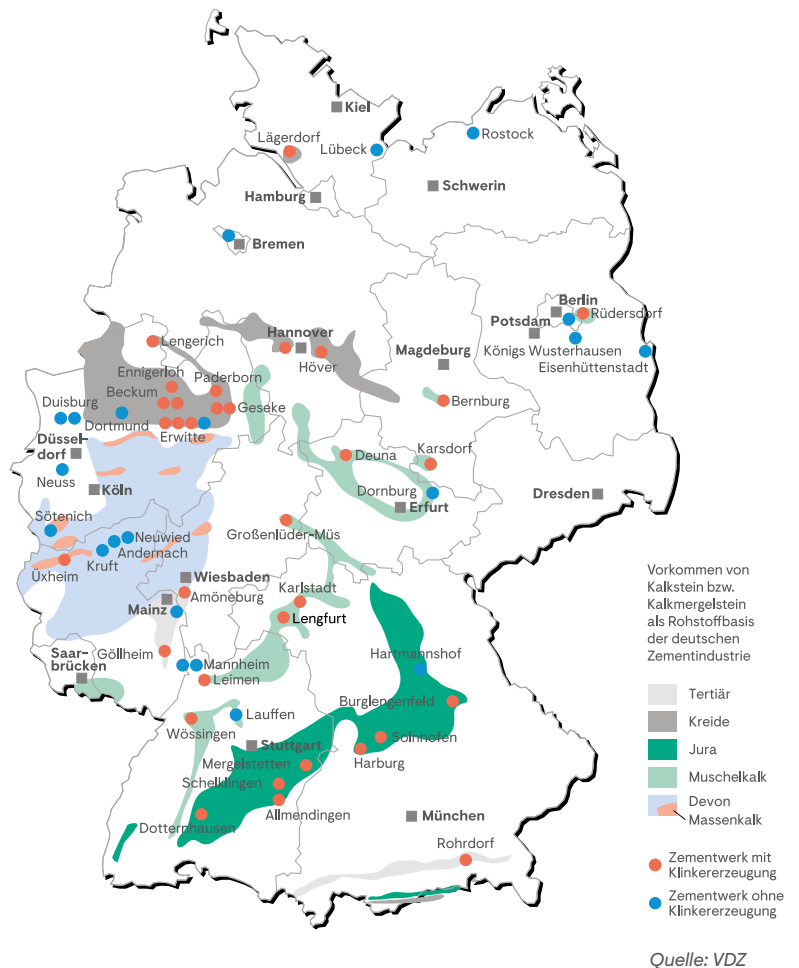 Kiel
Lägerdorf
Lübeck
Rostock
Schwerin
Hamburg
Bremen
Berlin
Rüdersdorf
Potsdam
Königs Wusterhausen
Eisenhüttenstadt
Lengerich
Hannover
Höver
Magdeburg
Ennigerloh
Paderborn
Beckum
Geseke
Bernburg
Duisburg
Dortmund
Erwitte
Düssel-
dorf
Neuss
Köln
Deuna
Karsdorf
Dornburg
Erfurt
Dresden
Sötenich
Neuwied
Andernach
Kruft
Üxheim
Großenlüder-Müs
Wiesbaden
Amöneburg
Mainz
Karlstadt
Lengfurt
Göllheim
Saar-
brücken
Mannheim
Leimen
Hartmannshof
Burglengenfeld
Lauffen
Wössingen
Solnhofen
Stuttgart
Harburg
Mergelstetten
Schelklingen
Allmendingen
Dotternhausen
München
Rohrdorf
Vorkommen von
Kalkstein bzw.
Kalkmergelstein
als Rohstoffbasis
der deutschen
Zementindustrie
Tertiär
Kreide
Jura
Muschelkalk
Devon
Massenkalk
Zementwerk mit
Klinkererzeugung
Zementwerk ohne
Klinkererzeugung
Quelle: VDZ